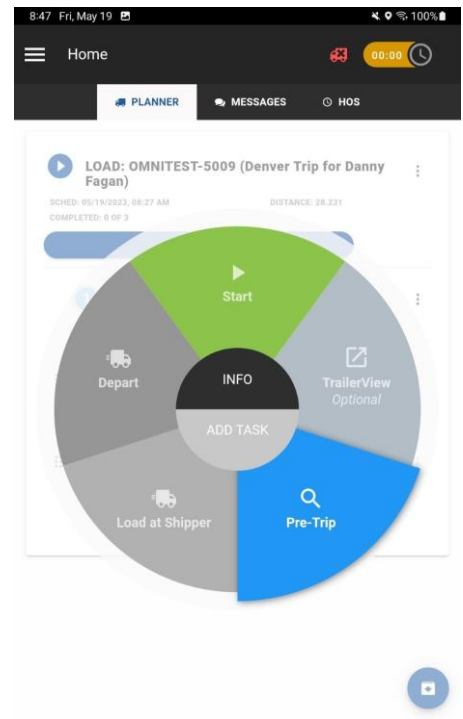 8:47 Fri, May 19
100%
Home
00:00
PLANNER
MESSAGES
HOS
LOAD: OMNITEST-5009 (Denver Trip for Danny
Fagan)
SCHED: 05/19/2023, 08:27 AM
DISTANCE: 28.231
COMPLETED: 0 OF 3
Start
Depart
INFO
TrailerView
Optional
ADD TASK
Load at Shipper
Pre-Trip